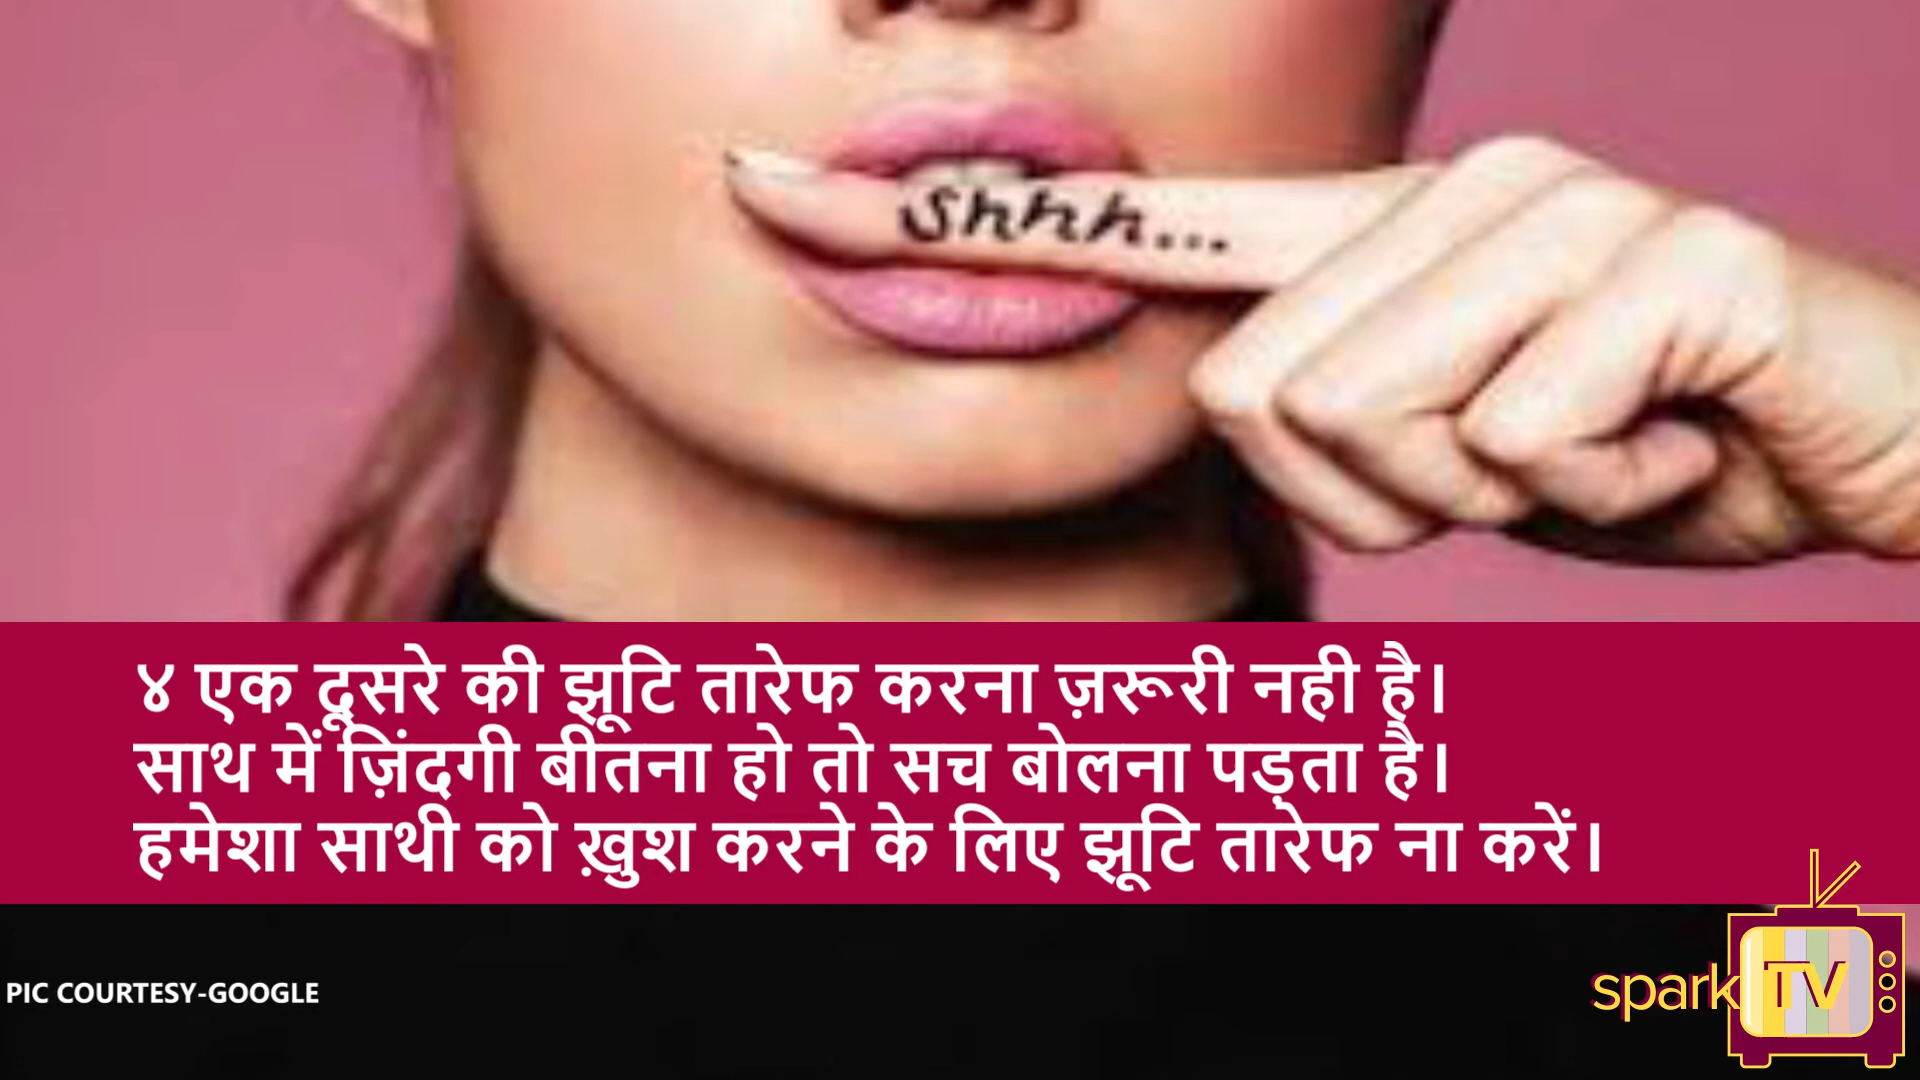 Shhh...
४ एक दूसरे की झूटि तारेफ करना ज़रूरी नही है।
साथ में ज़िंदगी बीतना हो तो सच बोलना पड़ता है।
हमेशा साथी को ख़ुश करने के लिए झूटि तारेफ ना करें।
PIC COURTESY-GOOGLE
spark TV